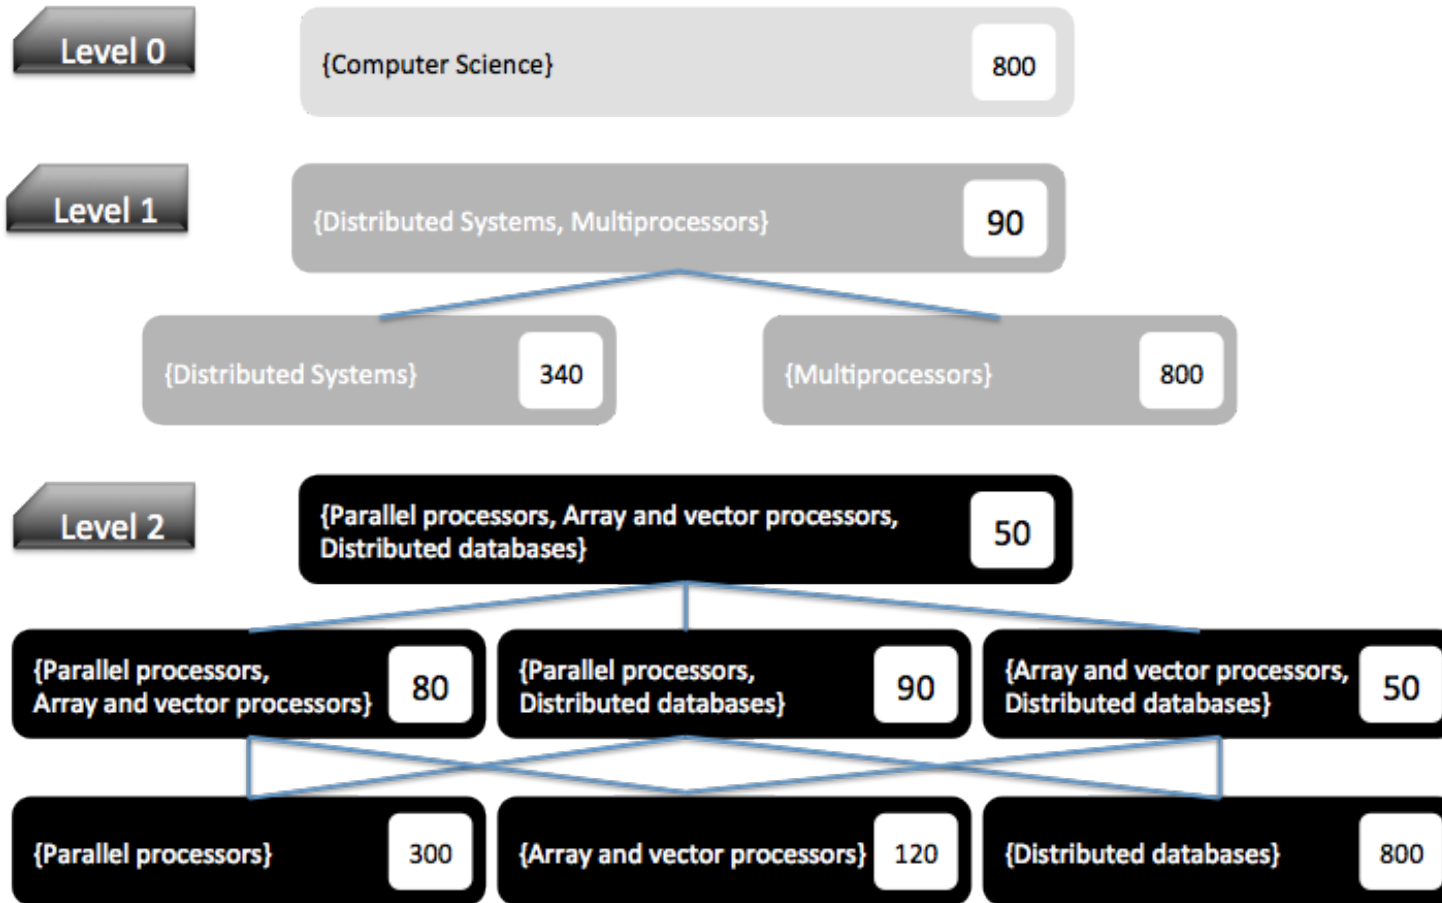 Level 0
{Computer Science}
800
Level 1
{Distributed Systems, Multiprocessors}
90
{Distributed Systems}
340
{Multiprocessors}
800
Level 2
{Parallel processors, Array and vector processors,
Distributed databases}
50
{Parallel processors,
Array and vector processors}
80
{Parallel processors,
Distributed databases}
90
{Array and vector processors,
Distributed databases}
50
{Parallel processors}
300
{Array and vector processors}
120
{Distributed databases}
800